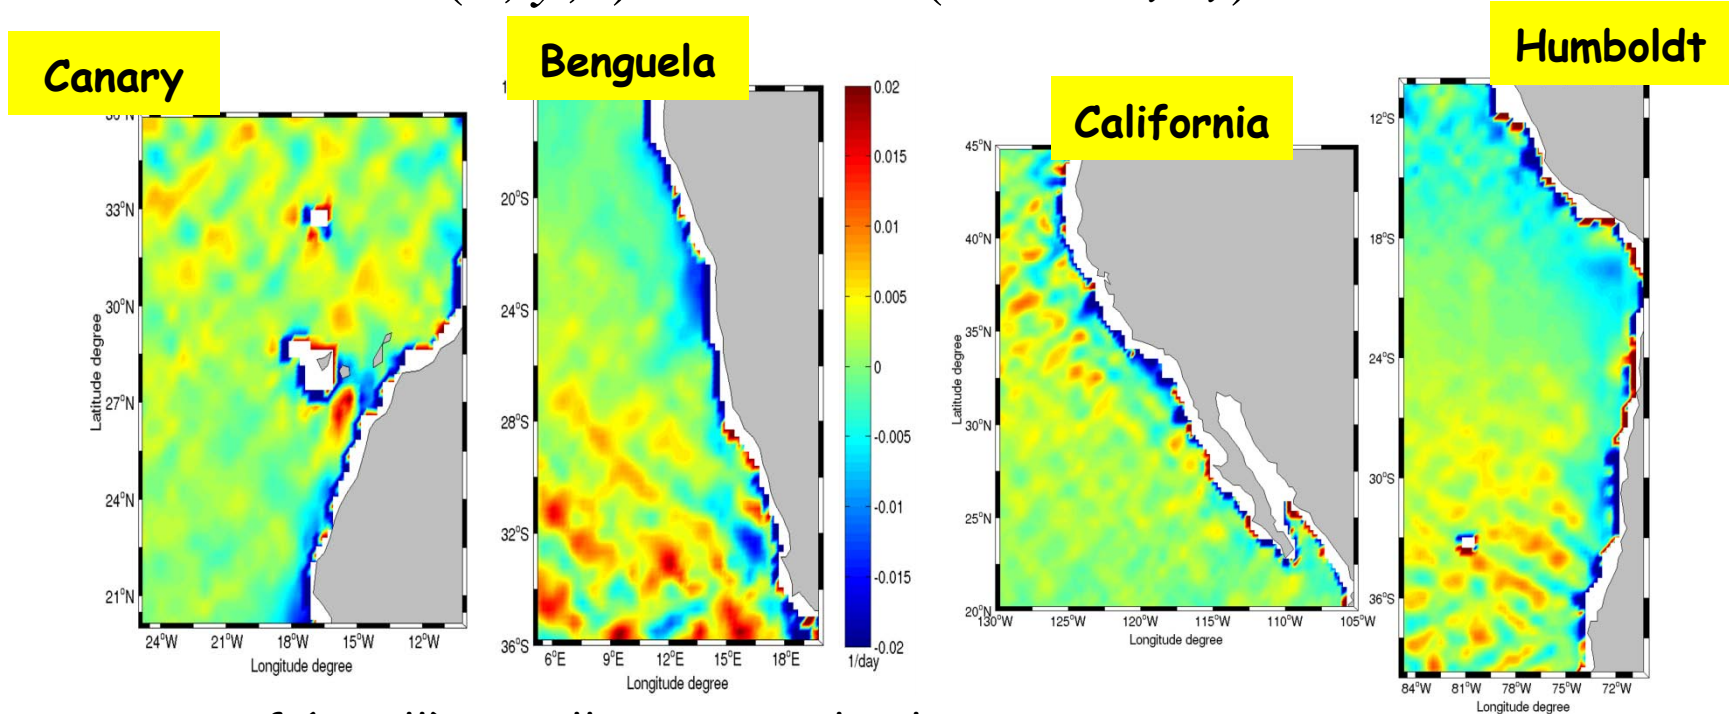 Canary
Benguela
California
Humboldt
33°N
30°N
27°N
24°N
21°N
24°W 21°W 18°W 15°W 12°W
Latitude degree
Longitude degree
20°S
24°S
28°S
32°S
36°S
6°E 9°E 12°E 15°E 18°E
Longitude degree
0.02
0.015
0.01
0.005
0
-0.005
-0.01
-0.015
-0.02
1/day
45°N
40°N
35°N
30°N
25°N
20°N
130°W 125°W 120°W 115°W 110°W 105°W
Latitude degree
Longitude degree
12°S
18°S
24°S
30°S
36°S
84°W 81°W 78°W 75°W 72°W
Longitude degree